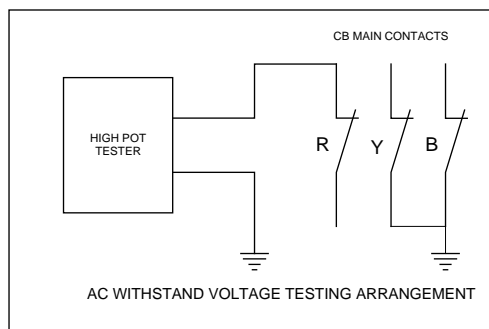 CB MAIN CONTACTS
HIGH POT
TESTER
R Y B
AC WITHSTAND VOLTAGE TESTING ARRANGEMENT